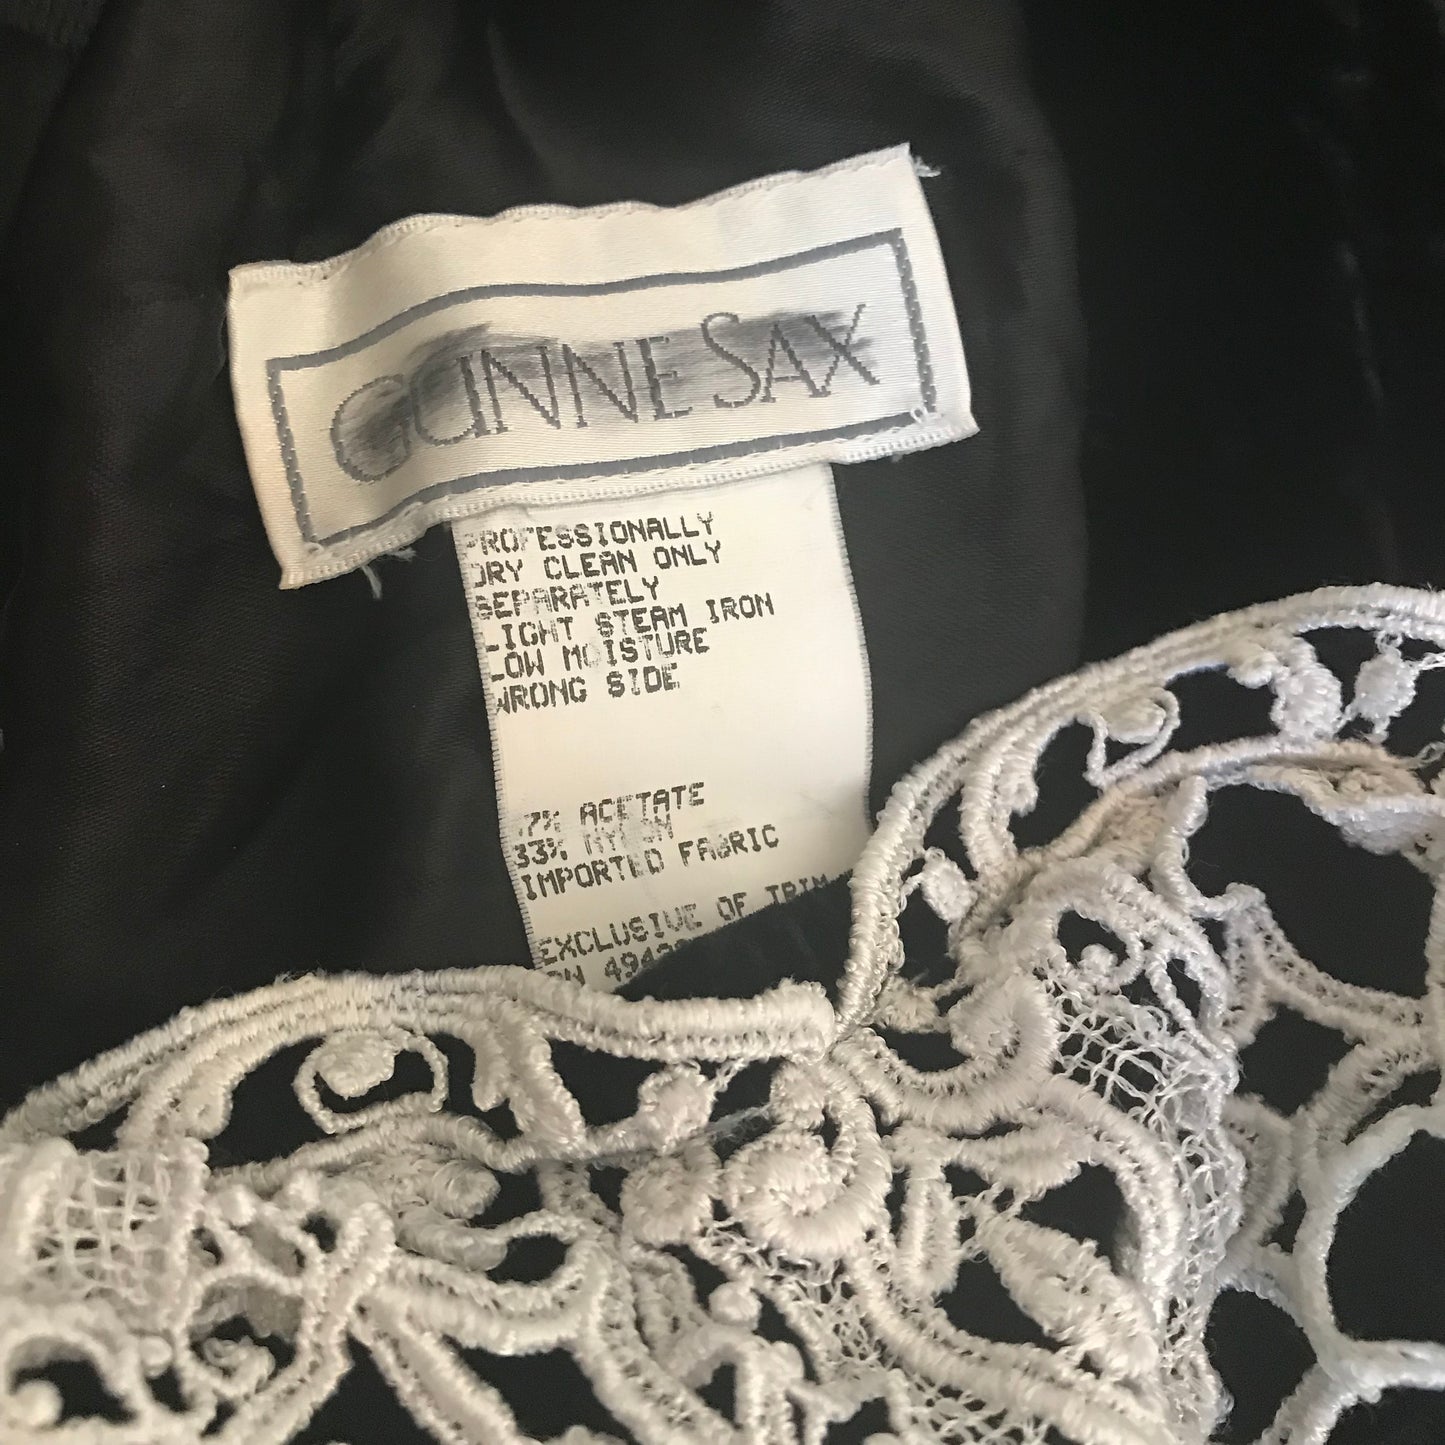 GUNNE SAX
PROFESSIONALLY
DRY CLEAN ONLY
SEPARATELY
LIGHT STEAM IRON
LOW MOISTURE
WRONG SIDE
ACETATE
33% NYLON
IMPORTED FABRIC
EXCLUSIVE OF TRIM